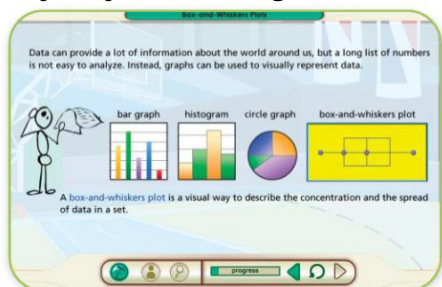 Box-and-Whiskers Plots
Data can provide a lot of information about the world around us, but a long list of numbers
is not easy to analyze. Instead, graphs can be used to visually represent data.
bar graph histogram circle graph box-and-whiskers plot
A box-and-whiskers plot is a visual way to describe the concentration and the spread
of data in a set.
progress